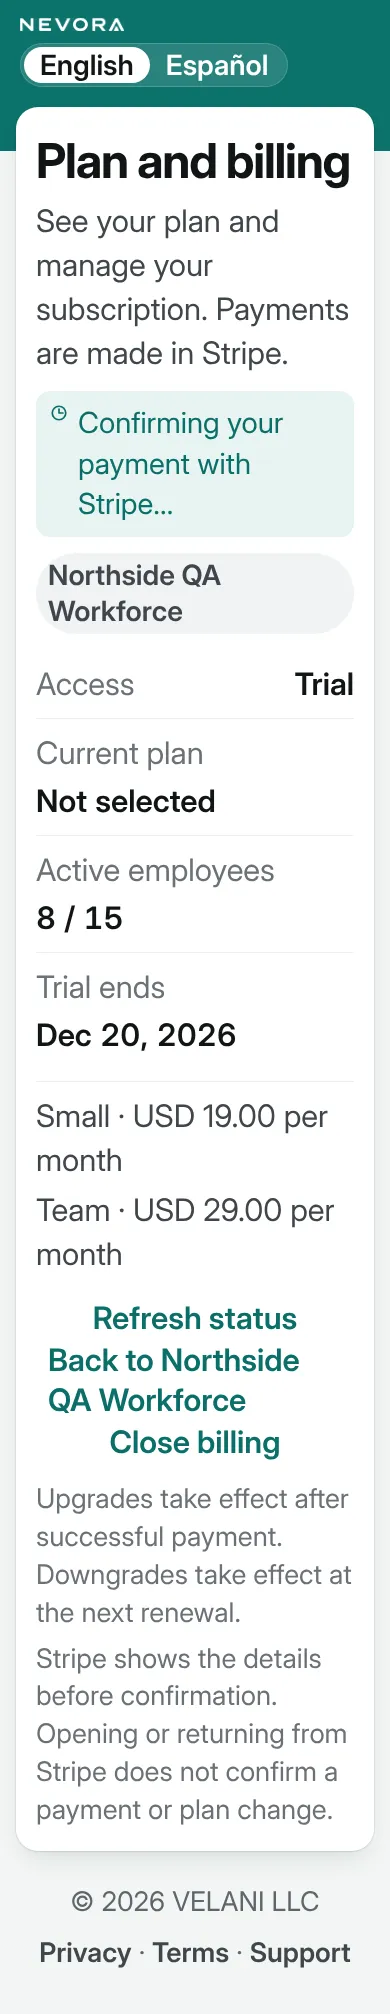 NEVORA
English Español
Plan and billing
See your plan and
manage your
subscription. Payments
are made in Stripe.
Confirming your
payment with
Stripe...
Northside QA
Workforce
Access Trial
Current plan
Not selected
Active employees
8 / 15
Trial ends
Dec 20, 2026
Small · USD 19.00 per
month
Team · USD 29.00 per
month
Refresh status
Back to Northside
QA Workforce
Close billing
Upgrades take effect after
successful payment.
Downgrades take effect at
the next renewal.
Stripe shows the details
before confirmation.
Opening or returning from
Stripe does not confirm a
payment or plan change.
© 2026 VELANI LLC
Privacy · Terms · Support